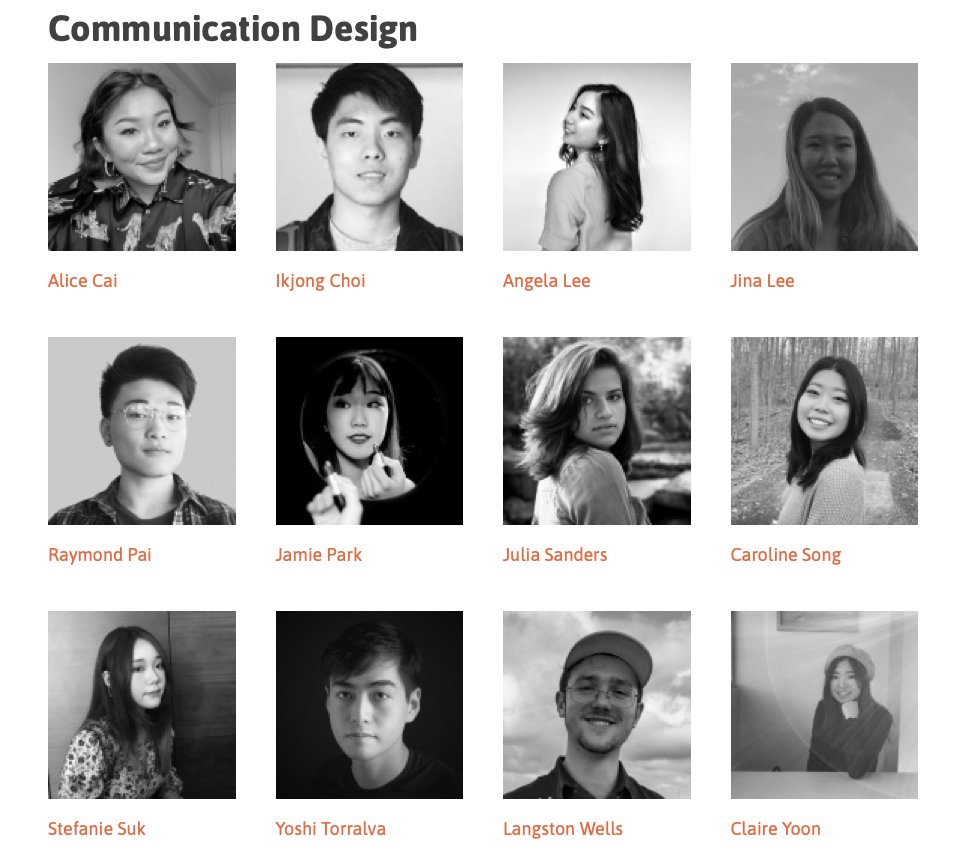 Communication Design
Alice Cai
Ikjong Choi
Angela Lee
Jina Lee
Raymond Pai
Jamie Park
Julia Sanders
Caroline Song
Stefanie Suk
Yoshi Torralva
Langston Wells
Claire Yoon